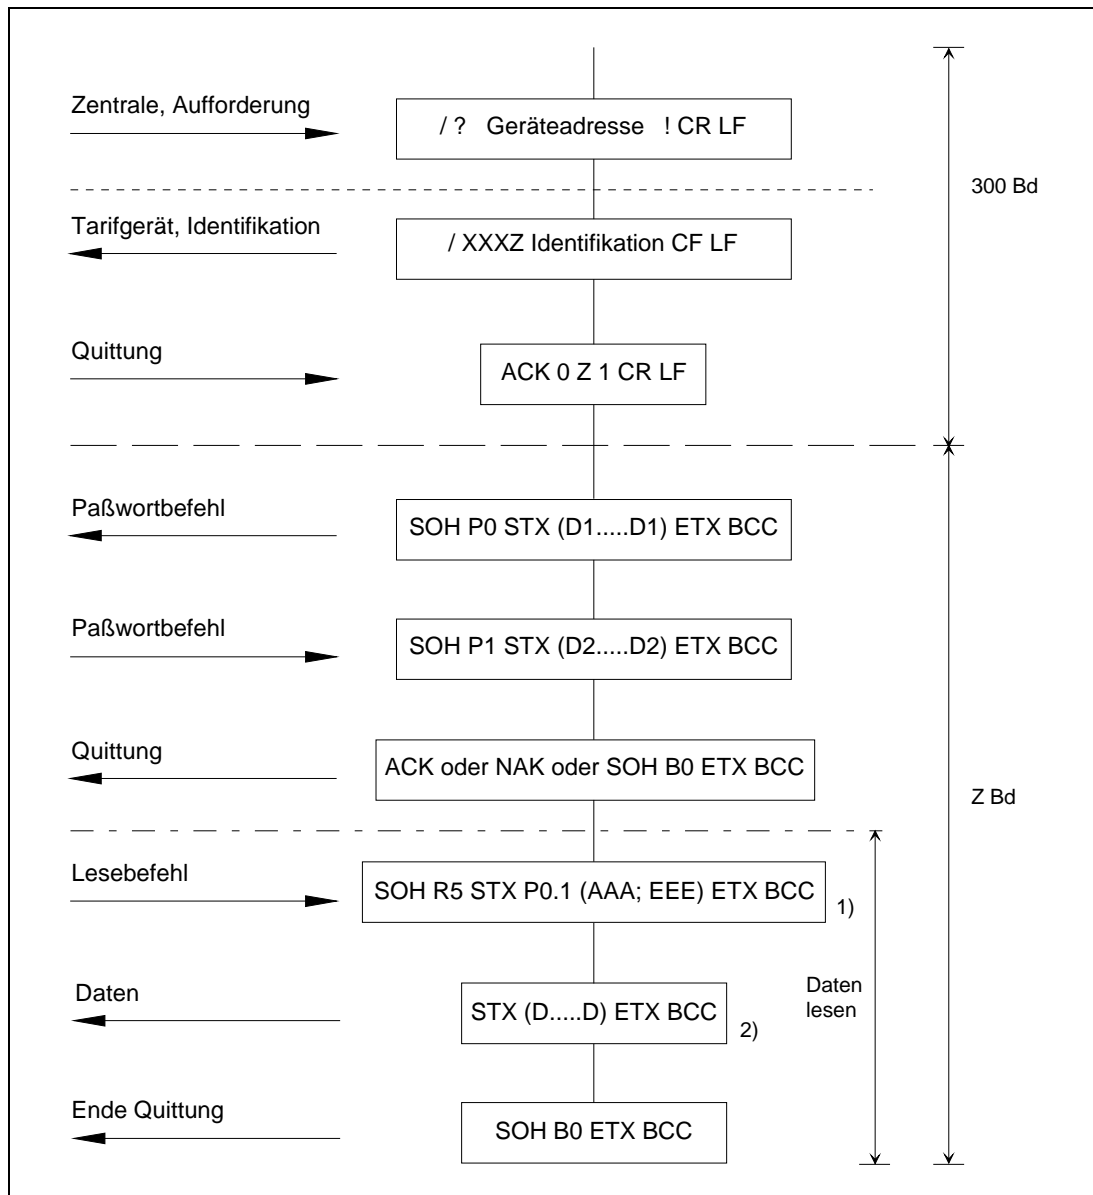 Zentrale, Aufforderung
/ ? Geräteadresse ! CR LF
300 Bd
Tarifgerät, Identifikation
/ XXXZ Identifikation CF LF
Quittung
ACK 0 Z 1 CR LF
Paßwortbefehl
SOH P0 STX (D1.....D1) ETX BCC
Paßwortbefehl
SOH P1 STX (D2.....D2) ETX BCC
Quittung
ACK oder NAK oder SOH B0 ETX BCC
Z Bd
Lesebefehl
SOH R5 STX P0.1 (AAA; EEE) ETX BCC
1)
Daten
STX (D.....D) ETX BCC
2)
Daten
lesen
Ende Quittung
SOH B0 ETX BCC